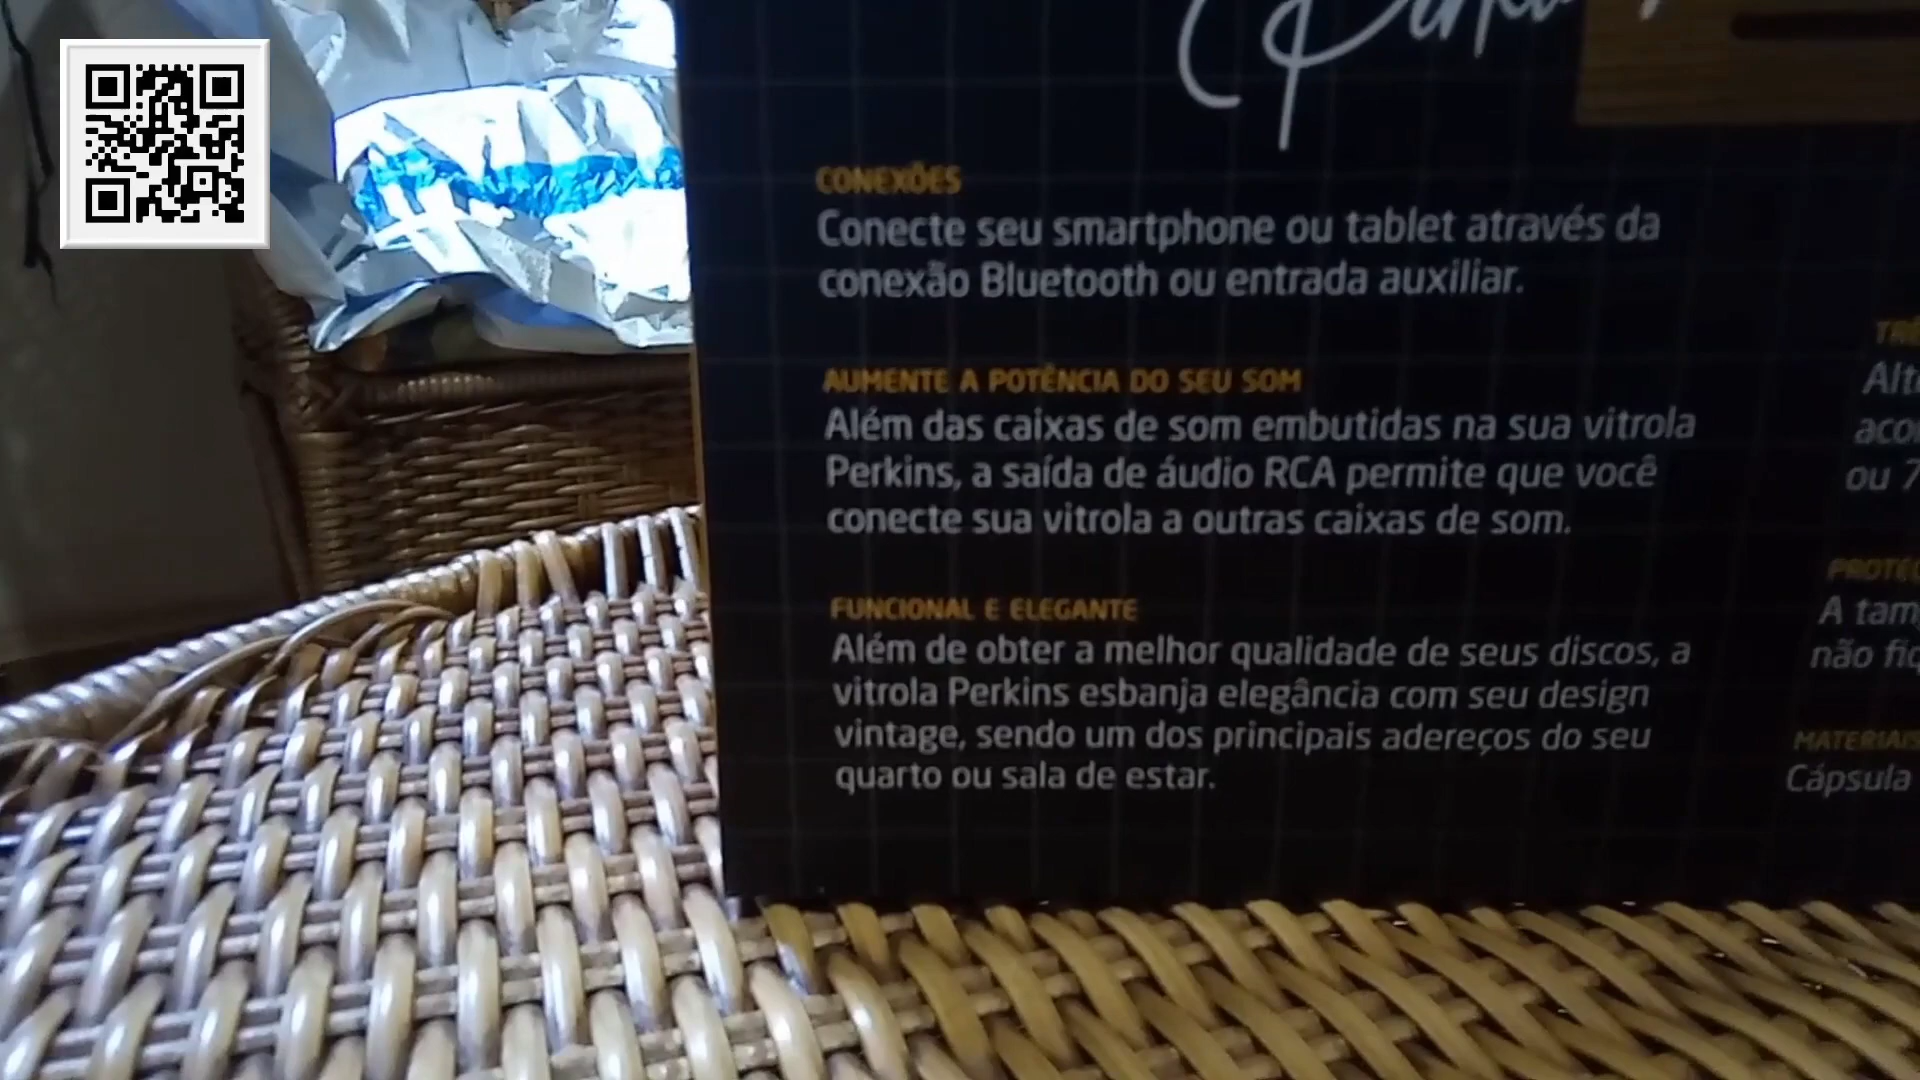 Perkins
CONEXÕES
Conecte seu smartphone ou tablet através da
conexão Bluetooth ou entrada auxiliar.
AUMENTE A POTÊNCIA DO SEU SOM
Além das caixas de som embutidas na sua vitrola
Perkins, a saída de áudio RCA permite que você
conecte sua vitrola a outras caixas de som.
FUNCIONAL E ELEGANTE
Além de obter a melhor qualidade de seus discos, a
vitrola Perkins esbanja elegância com seu design
vintage, sendo um dos principais adereços do seu
quarto ou sala de estar.
ou 7
A tam
não fi
Cápsula